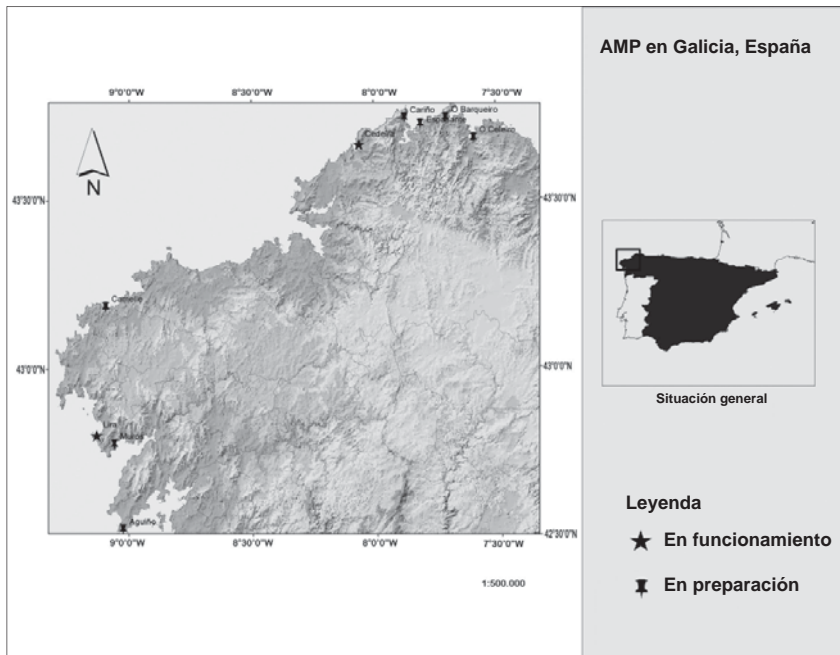 AMP en Galicia, España
9°0'0"W 8°30'0"W 8°0'0"W 7°30'0"W
Cariño
O Barqueiro
Espasante
O Celeiro
Cedeira
N
43°30'0"N
43°30'0"N
Camelle
43°0'0"N
43°0'0"N
Lira
Muros
Aguiño
42°30'0"N
9°0'0"W 8°30'0"W 8°0'0"W 7°30'0"W
1:500.000
Situación general
Leyenda
En funcionamiento
En preparación